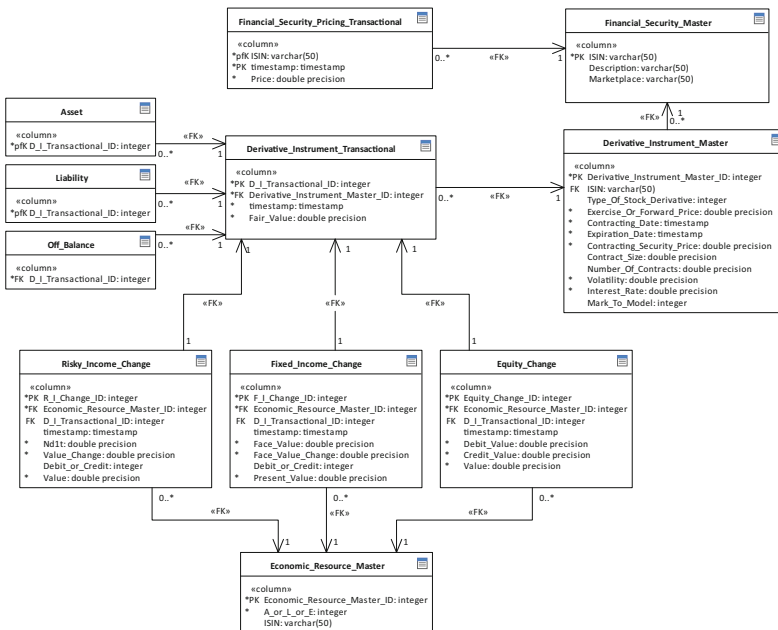 Financial_Security_Pricing_Transactional
«column»
*pfK ISIN: varchar(50)
*PK timestamp: timestamp
* Price: double precision
0..*
«FK»
1
Financial_Security_Master
«column»
*PK ISIN: varchar(50)
Description: varchar(50)
Marketplace: varchar(50)
«FK»
1
0..*
Asset
«column»
*pfK D_I_Transactional_ID: integer
«FK»
0..*
1
Liability
«column»
*pfK D_I_Transactional_ID: integer
«FK»
0..*
1
Off_Balance
«column»
*FK D_I_Transactional_ID: integer
«FK»
0..*
1
Derivative_Instrument_Transactional
«column»
*PK D_I_Transactional_ID: integer
*FK Derivative_Instrument_Master_ID: integer
* timestamp: timestamp
* Fair_Value: double precision
0..*
«FK»
1
Derivative_Instrument_Master
«column»
*PK Derivative_Instrument_Master_ID: integer
FK ISIN: varchar(50)
Type_Of_Stock_Derivative: integer
* Exercise_Or_Forward_Price: double precision
* Contracting_Date: timestamp
* Expiration_Date: timestamp
* Contracting_Security_Price: double precision
Contract_Size: double precision
Number_Of_Contracts: double precision
* Volatility: double precision
* Interest_Rate: double precision
Mark_To_Model: integer
1
1
1
«FK»
«FK»
«FK»
1
1
1
Risky_Income_Change
«column»
*PK R_I_Change_ID: integer
*FK Economic_Resource_Master_ID: integer
FK D_I_Transactional_ID: integer
timestamp: timestamp
* Nd1t: double precision
* Value_Change: double precision
Debit_or_Credit: integer
* Value: double precision
Fixed_Income_Change
«column»
*PK F_I_Change_ID: integer
*FK Economic_Resource_Master_ID: integer
FK D_I_Transactional_ID: integer
timestamp: timestamp
* Face_Value: double precision
* Face_Value_Change: double precision
Debit_or_Credit: integer
* Present_Value: double precision
Equity_Change
«column»
*PK Equity_Change_ID: integer
*FK Economic_Resource_Master_ID: integer
FK D_I_Transactional_ID: integer
timestamp: timestamp
* Debit_Value: double precision
* Credit_Value: double precision
* Value: double precision
0..*
0..*
0..*
«FK»
«FK»
«FK»
1
1
1
Economic_Resource_Master
«column»
*PK Economic_Resource_Master_ID: integer
* A_or_L_or_E: integer
ISIN: varchar(50)